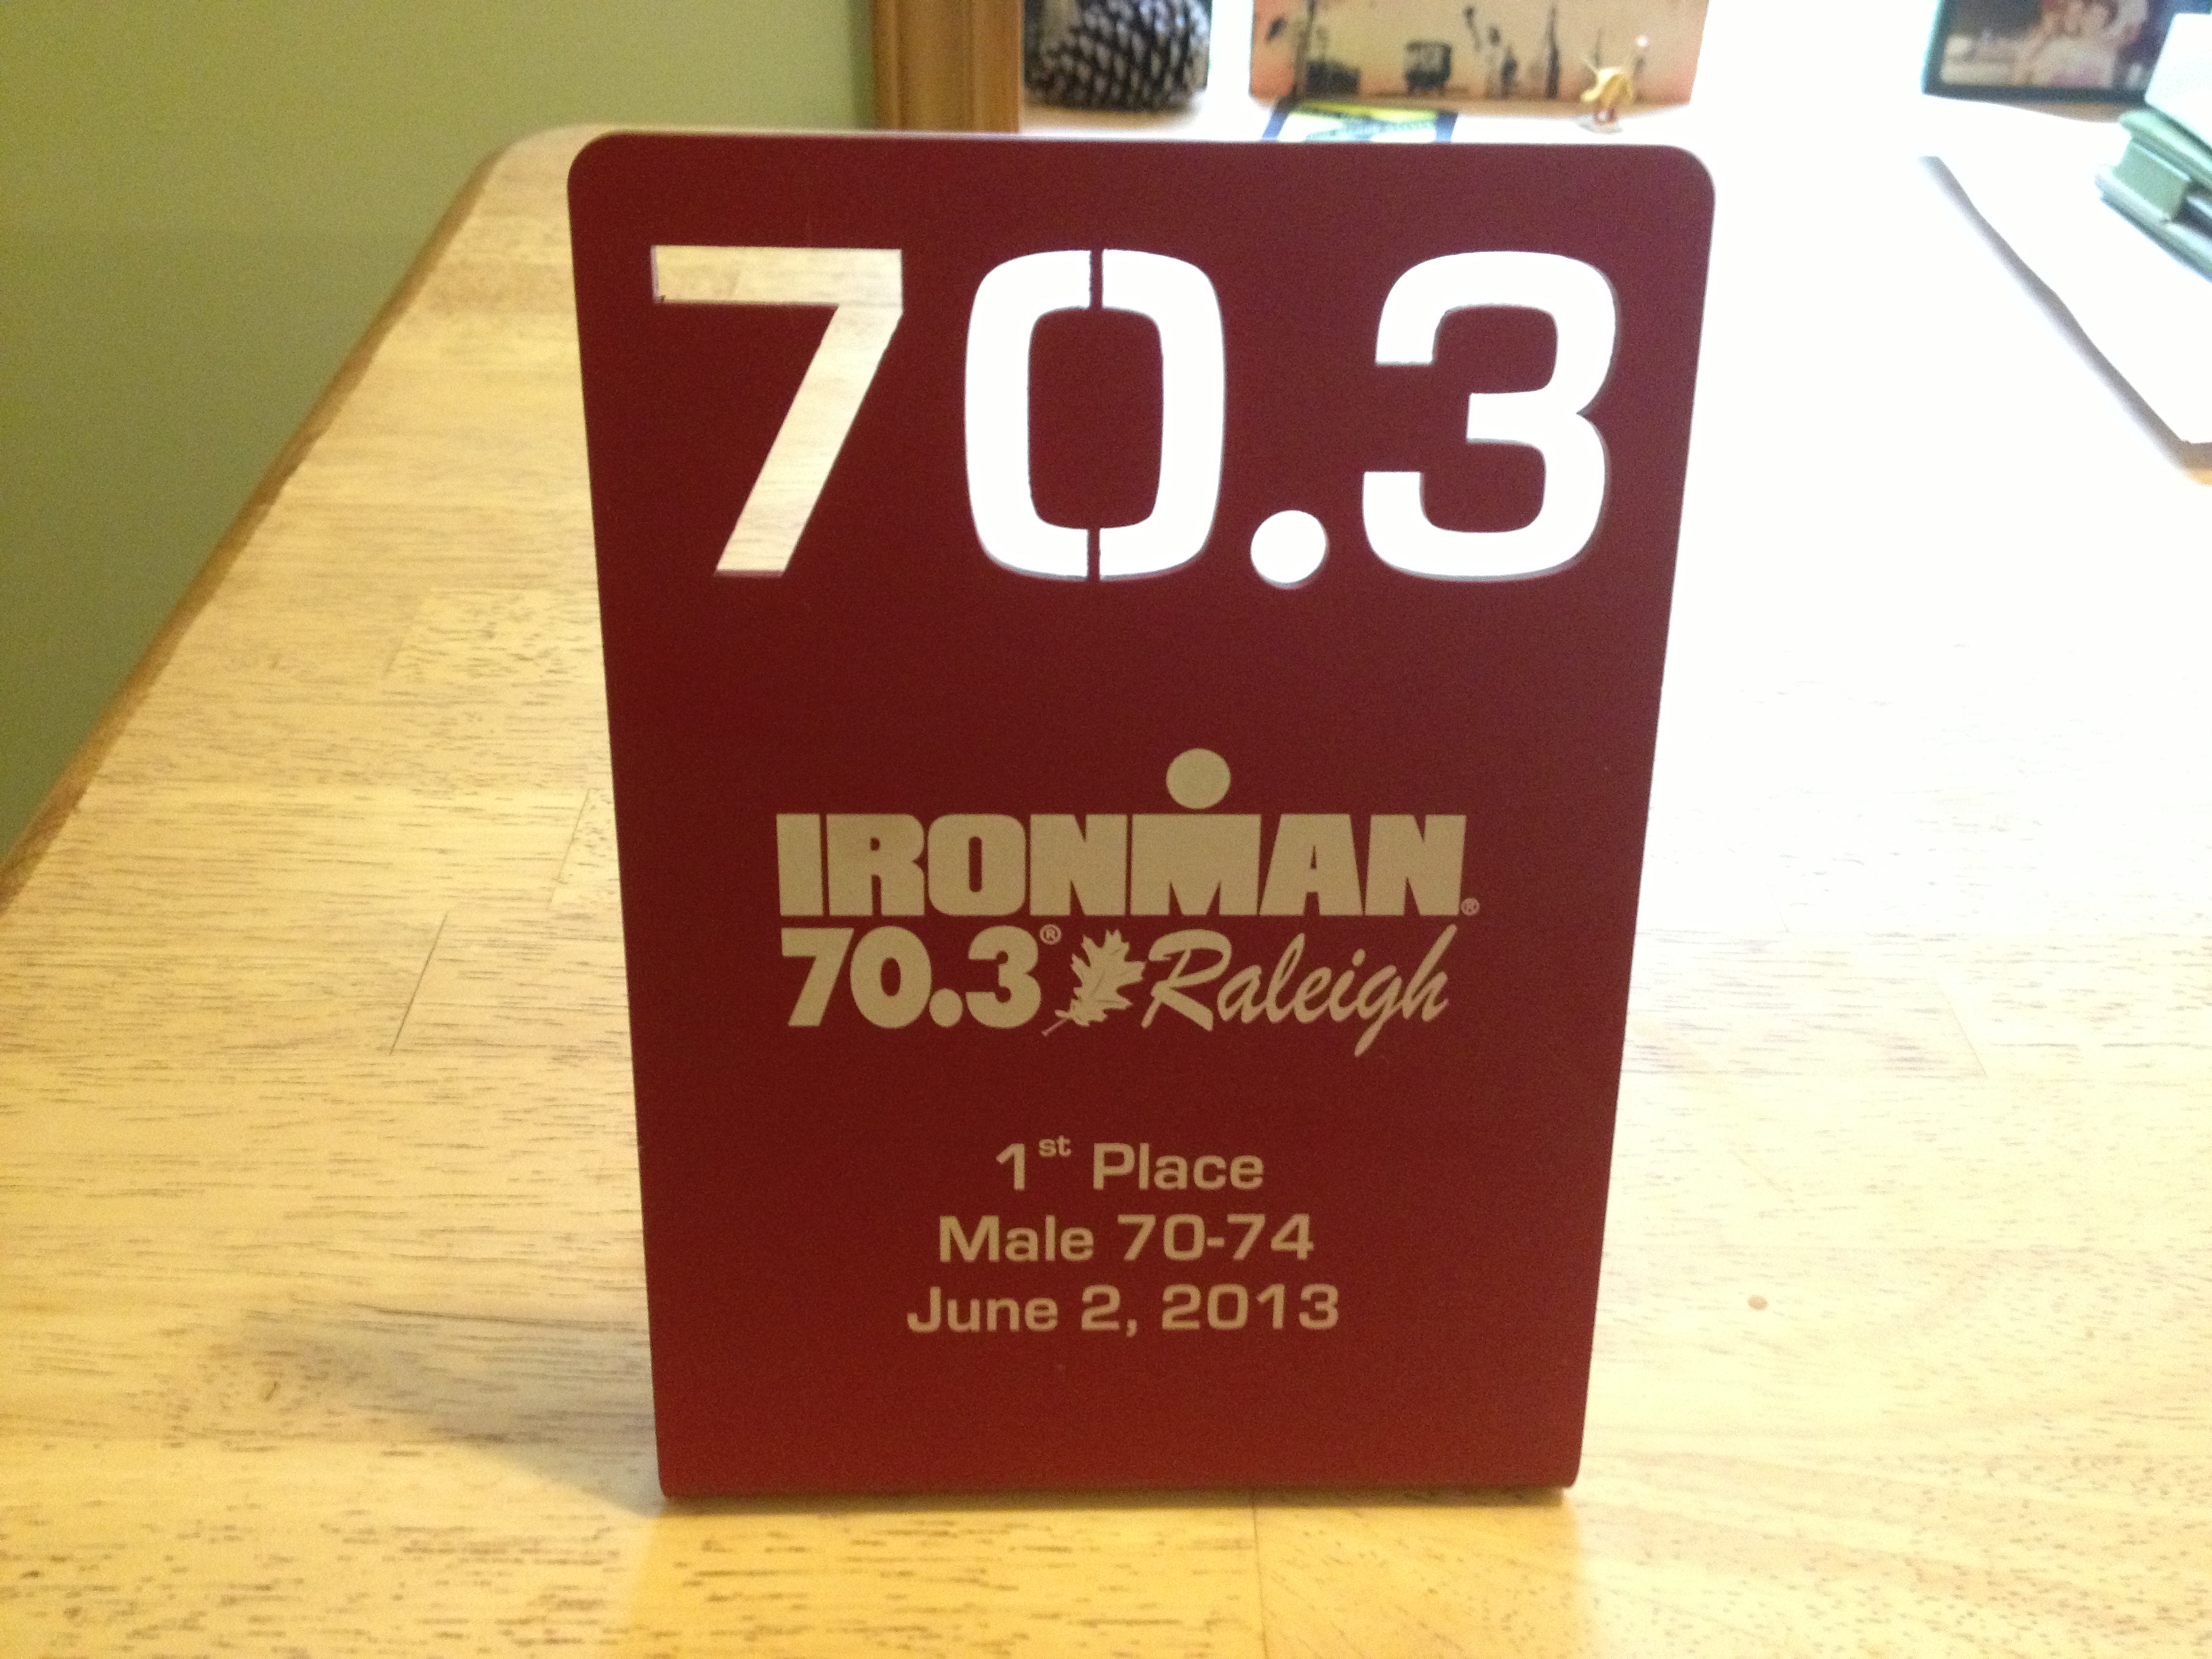 70.3
IRONMAN®
70.3® Raleigh
1st Place
Male 70-74
June 2, 2013